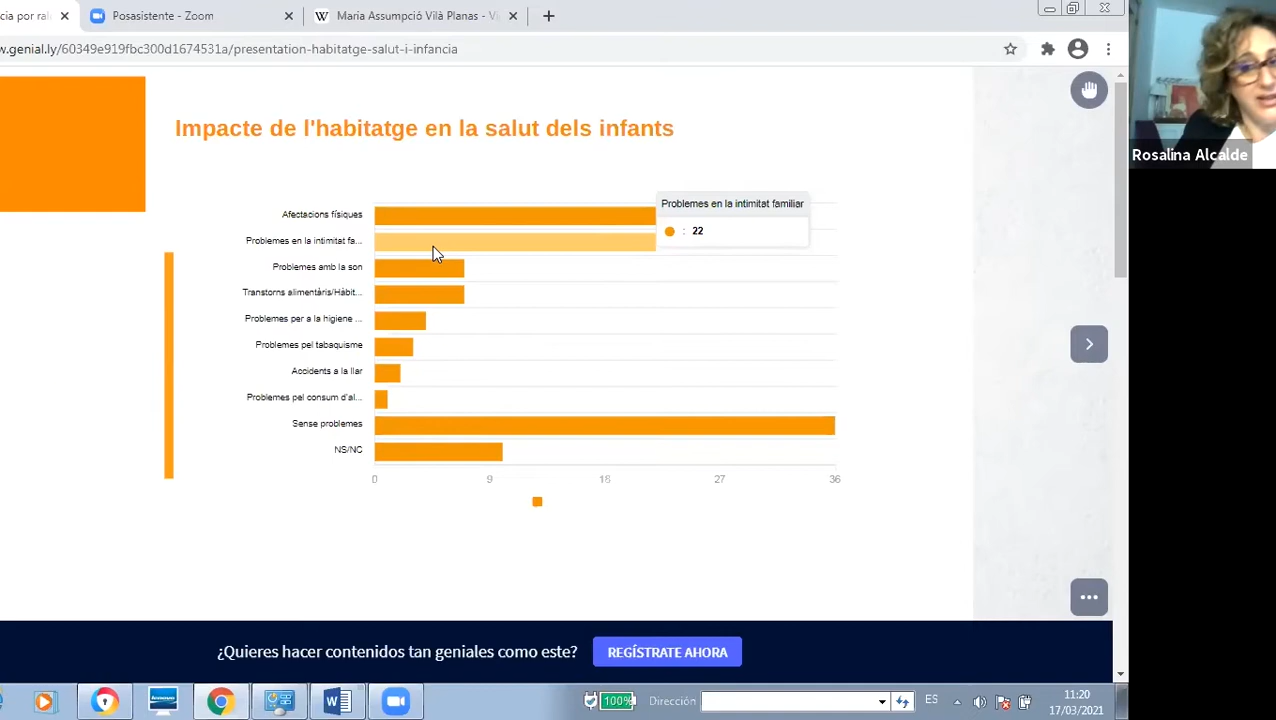 cia por rale
Posasistente - Zoom
Maria Assumpció Vilà Planas - Vi
w.genial.ly/60349e919fbc300d1674531a/presentation-habitatge-salut-i-infancia
Rosalina Alcalde
Impacte de l'habitatge en la salut dels infants
Problemes en la intimitat familiar
: 22
Afectacions físiques
Problemes en la intimitat fa...
Problemes amb la son
Transtorns alimentàris/Hàbit...
Problemes per a la higiene ...
Problemes pel tabaquisme
Accidents a la llar
Problemes pel consum d'al...
Sense problemes
NS/NC
0 9 18 27 36
¿Quieres hacer contenidos tan geniales como este?
REGÍSTRATE AHORA
lenovo
100%
Dirección
ES
11:20
17/03/2021